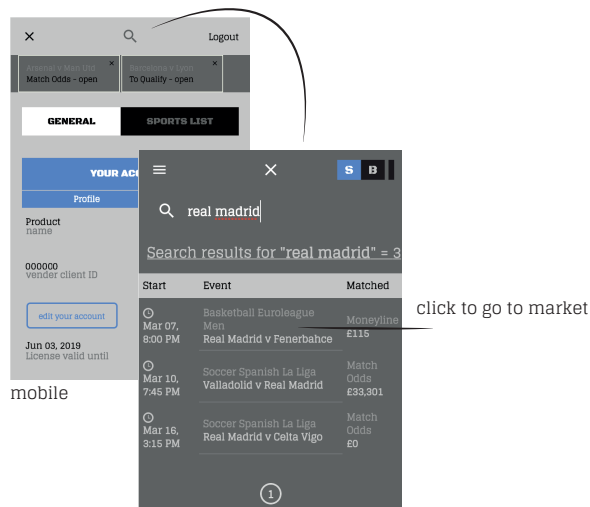 Logout
Arsenal v Man Utd
Match Odds - open
Barcelona v Lyon
To Qualify - open
GENERAL
SPORTS LIST
YOUR ACC
Profile
Product
name
000000
vender client ID
edit your account
Jun 03, 2019
License valid until
mobile
S B
real madrid
Search results for "real madrid" = 3
Start Event Matched
Mar 07,
8:00 PM
Basketball Euroleague
Men
Real Madrid v Fenerbahce
Moneyline
£115
Mar 10,
7:45 PM
Soccer Spanish La Liga
Valladolid v Real Madrid
Match
Odds
£33,301
Mar 16,
3:15 PM
Soccer Spanish La Liga
Real Madrid v Celta Vigo
Match
Odds
£0
1
click to go to market